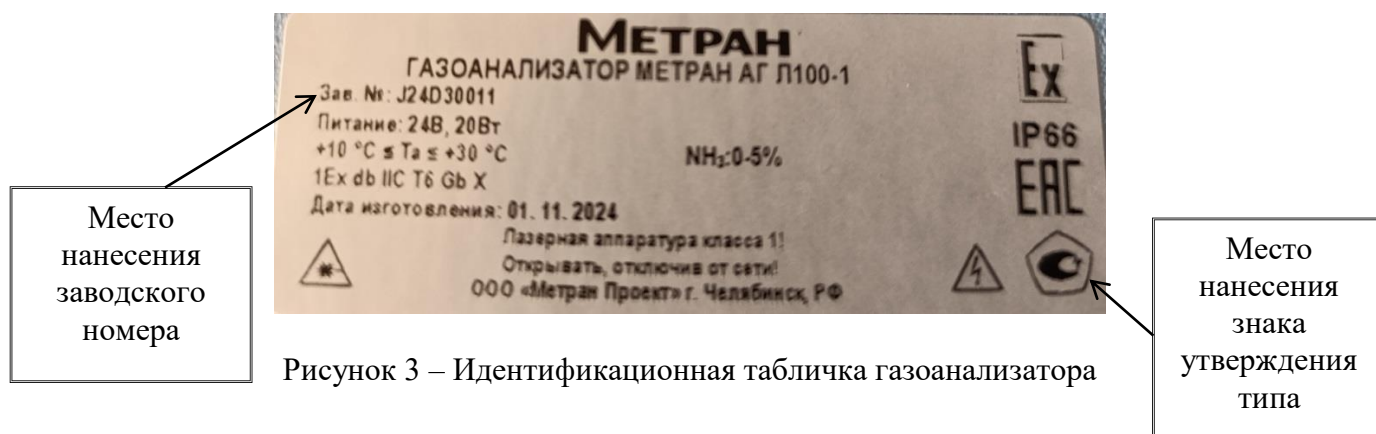 МЕТРАН
ГАЗОАНАЛИЗАТОР МЕТРАН АГ Л100-1
Зав. №: J24D30011
Питание: 24В, 20Вт
+10 °C ≤ Ta ≤ +30 °C
NH₃:0-5%
1Ex db IIC T6 Gb X
Дата изготовления: 01.11.2024
Лазерная аппаратура класса 1!
Открывать, отключив от сети!
ООО «Метран Проект» г. Челябинск, РФ
Ex
IP66
ЕАС
Место
нанесения
заводского
номера
Место
нанесения
знака
утверждения
типа
Рисунок 3 – Идентификационная табличка газоанализатора